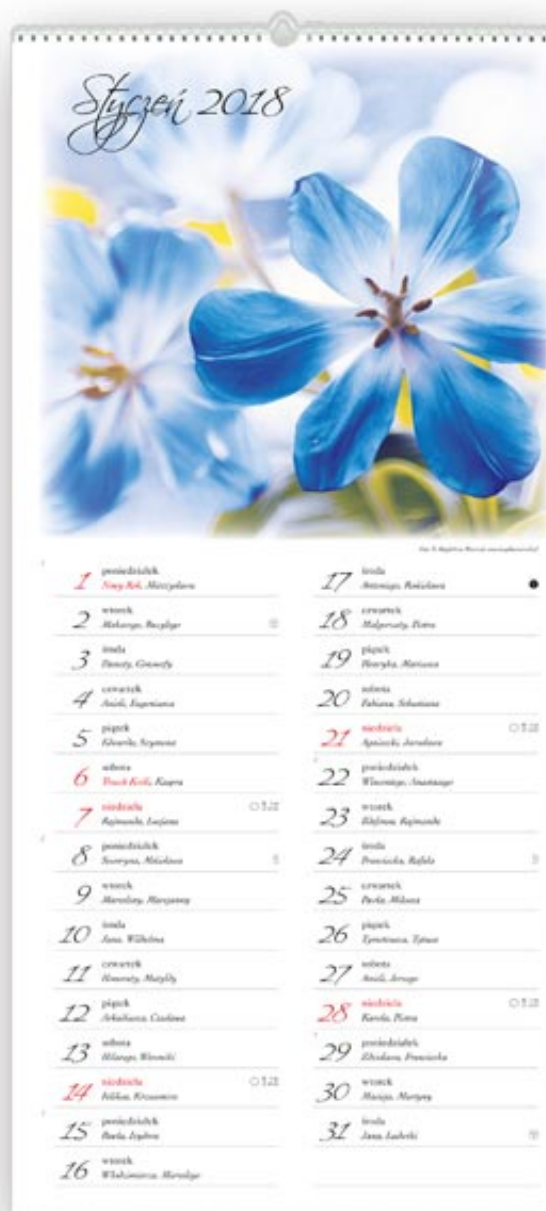 Styczeń 2018
1 poniedziałek
Nowy Rok, Mieczysława
2 wtorek
Makarego, Bazylego
3 środa
Danuty, Genowefy
4 czwartek
Anieli, Eugeniusza
5 piątek
Edwarda, Szymona
6 sobota
Trzech Króli, Kaspra
7 niedziela
Rajmunda, Lucjana
8 poniedziałek
Seweryna, Mścisława
9 wtorek
Marceliny, Marcjanny
10 środa
Jana, Wilhelma
11 czwartek
Honoraty, Matyldy
12 piątek
Arkadiusza, Czesława
13 sobota
Hilarego, Weroniki
14 niedziela
Feliksa, Krzesimira
15 poniedziałek
Pawła, Izydora
16 wtorek
Włodzimierza, Marcelego
17 środa
Antoniego, Rościsława
18 czwartek
Małgorzaty, Piotra
19 piątek
Henryka, Mariusza
20 sobota
Fabiana, Sebastiana
21 niedziela
Agnieszki, Jarosława
22 poniedziałek
Wincentego, Anastazego
23 wtorek
Ildefonsa, Rajmunda
24 środa
Franciszka, Rafała
25 czwartek
Pawła, Miłosza
26 piątek
Tymoteusza, Tytusa
27 sobota
Anieli, Jerzego
28 niedziela
Karola, Piotra
29 poniedziałek
Zdzisława, Franciszka
30 wtorek
Macieja, Martyny
31 środa
Jana, Ludwiki